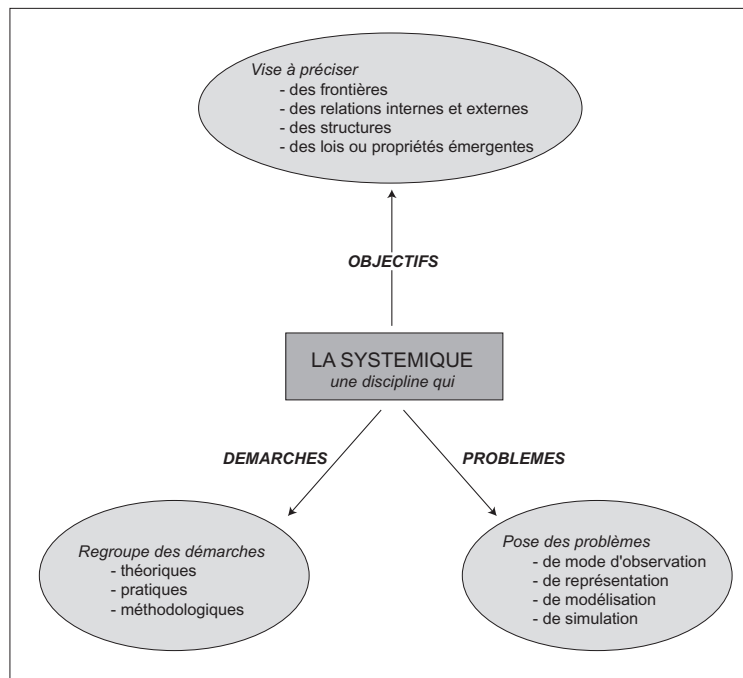 Vise à préciser
- des frontières
- des relations internes et externes
- des structures
- des lois ou propriétés émergentes
OBJECTIFS
LA SYSTEMIQUE
une discipline qui
DEMARCHES
PROBLEMES
Regroupe des démarches
- théoriques
- pratiques
- méthodologiques
Pose des problèmes
- de mode d'observation
- de représentation
- de modélisation
- de simulation